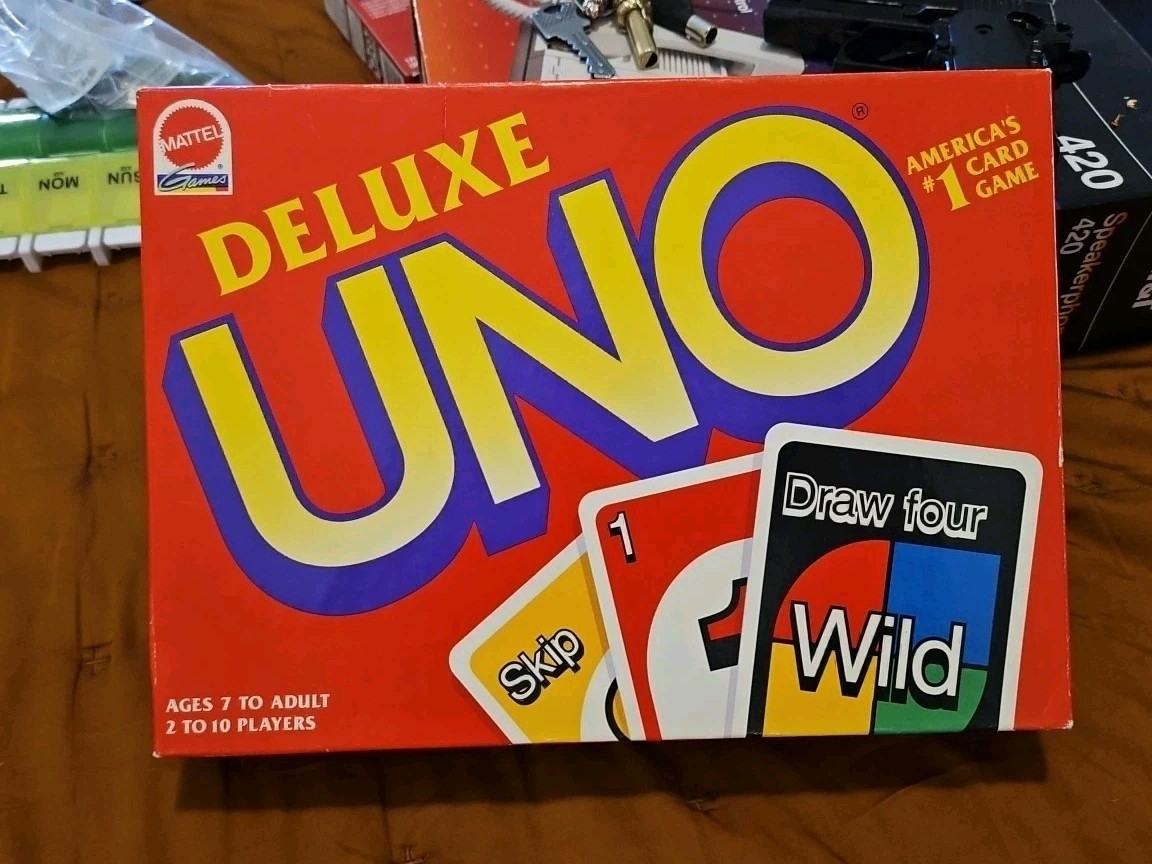 MATTEL
Games
DELUXE
UNO
®
AMERICA'S
#1 CARD
GAME
1
Draw four
Wild
Skip
AGES 7 TO ADULT
2 TO 10 PLAYERS
MON
SUN
420
Speakerpho
420